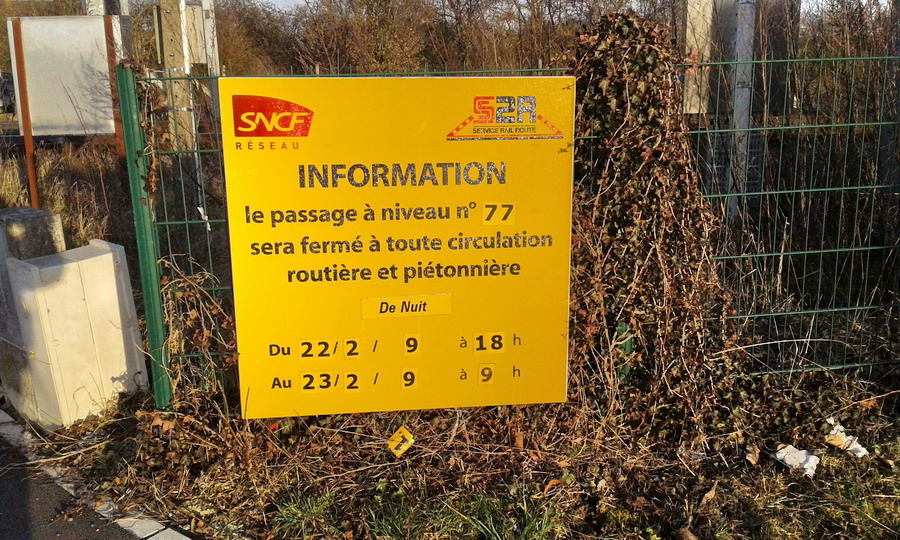 SNCF
RÉSEAU
S2R
SERVICE RAIL ROUTE
INFORMATION
le passage à niveau n° 77
sera fermé à toute circulation
routière et piétonnière
De Nuit
Du 22/2 / 9 à 18 h
Au 23/2 / 9 à 9 h